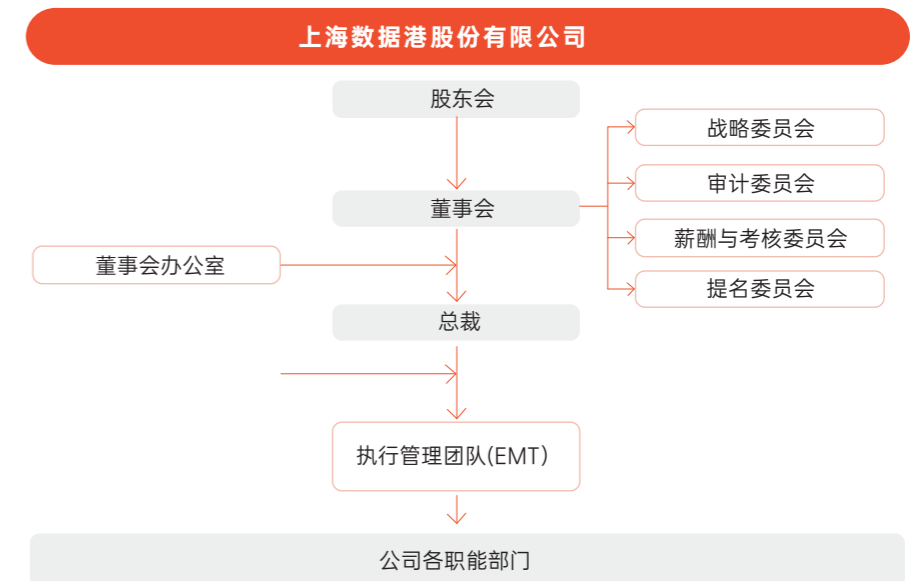 上海数据港股份有限公司
股东会
战略委员会
审计委员会
董事会
薪酬与考核委员会
董事会办公室
提名委员会
总裁
执行管理团队(EMT）
公司各职能部门